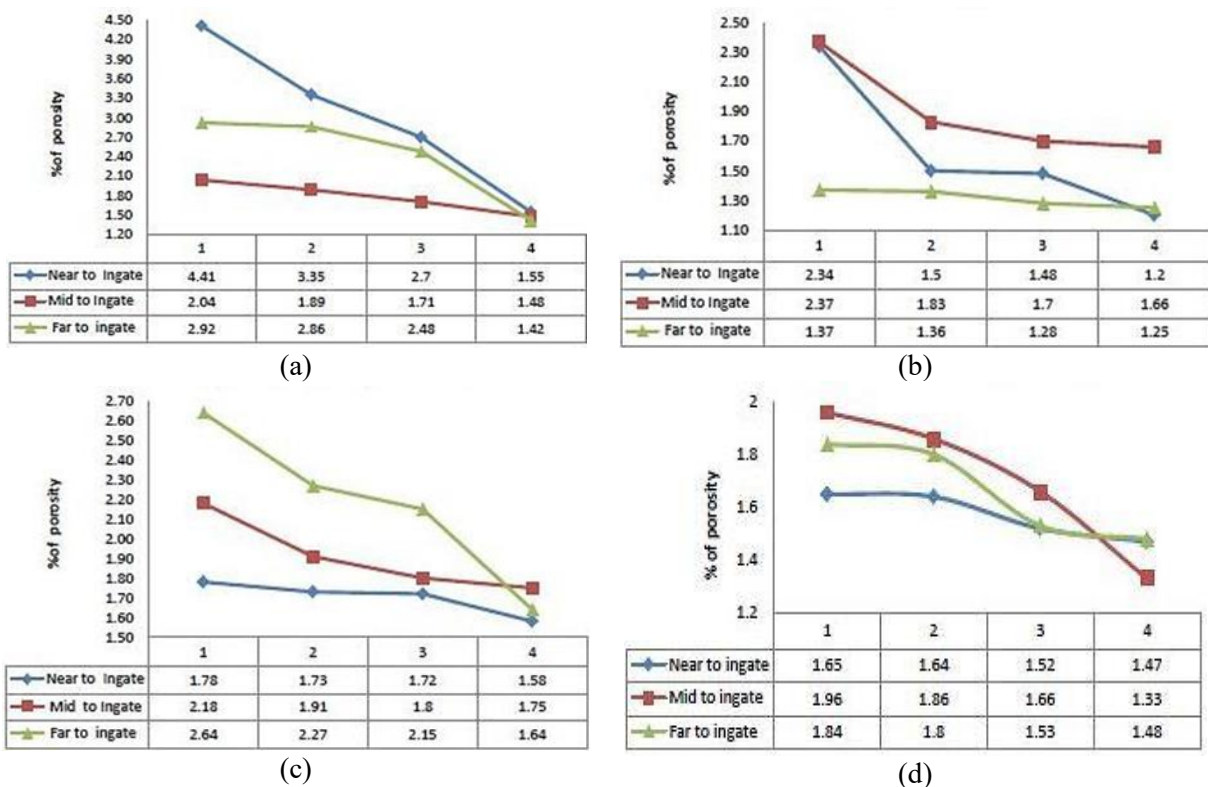 4.50
4.20
3.90
3.60
3.30
3.00
2.70
2.40
2.10
1.80
1.50
1.20
%of porosity
1 2 3 4
Near to Ingate 4.41 3.35 2.7 1.55
Mid to Ingate 2.04 1.89 1.71 1.48
Far to ingate 2.92 2.86 2.48 1.42
(a)
2.50
2.30
2.10
1.90
1.70
1.50
1.30
1.10
%of porosity
1 2 3 4
Near to Ingate 2.34 1.5 1.48 1.2
Mid to Ingate 2.37 1.83 1.7 1.66
Far to ingate 1.37 1.36 1.28 1.25
(b)
2.70
2.60
2.50
2.40
2.30
2.20
2.10
2.00
1.90
1.80
1.70
1.60
1.50
%of porosity
1 2 3 4
Near to Ingate 1.78 1.73 1.72 1.58
Mid to Ingate 2.18 1.91 1.8 1.75
Far to ingate 2.64 2.27 2.15 1.64
(c)
2
1.8
1.6
1.4
1.2
% of porosity
1 2 3 4
Near to ingate 1.65 1.64 1.52 1.47
Mid to ingate 1.96 1.86 1.66 1.33
Far to ingate 1.84 1.8 1.53 1.48
(d)